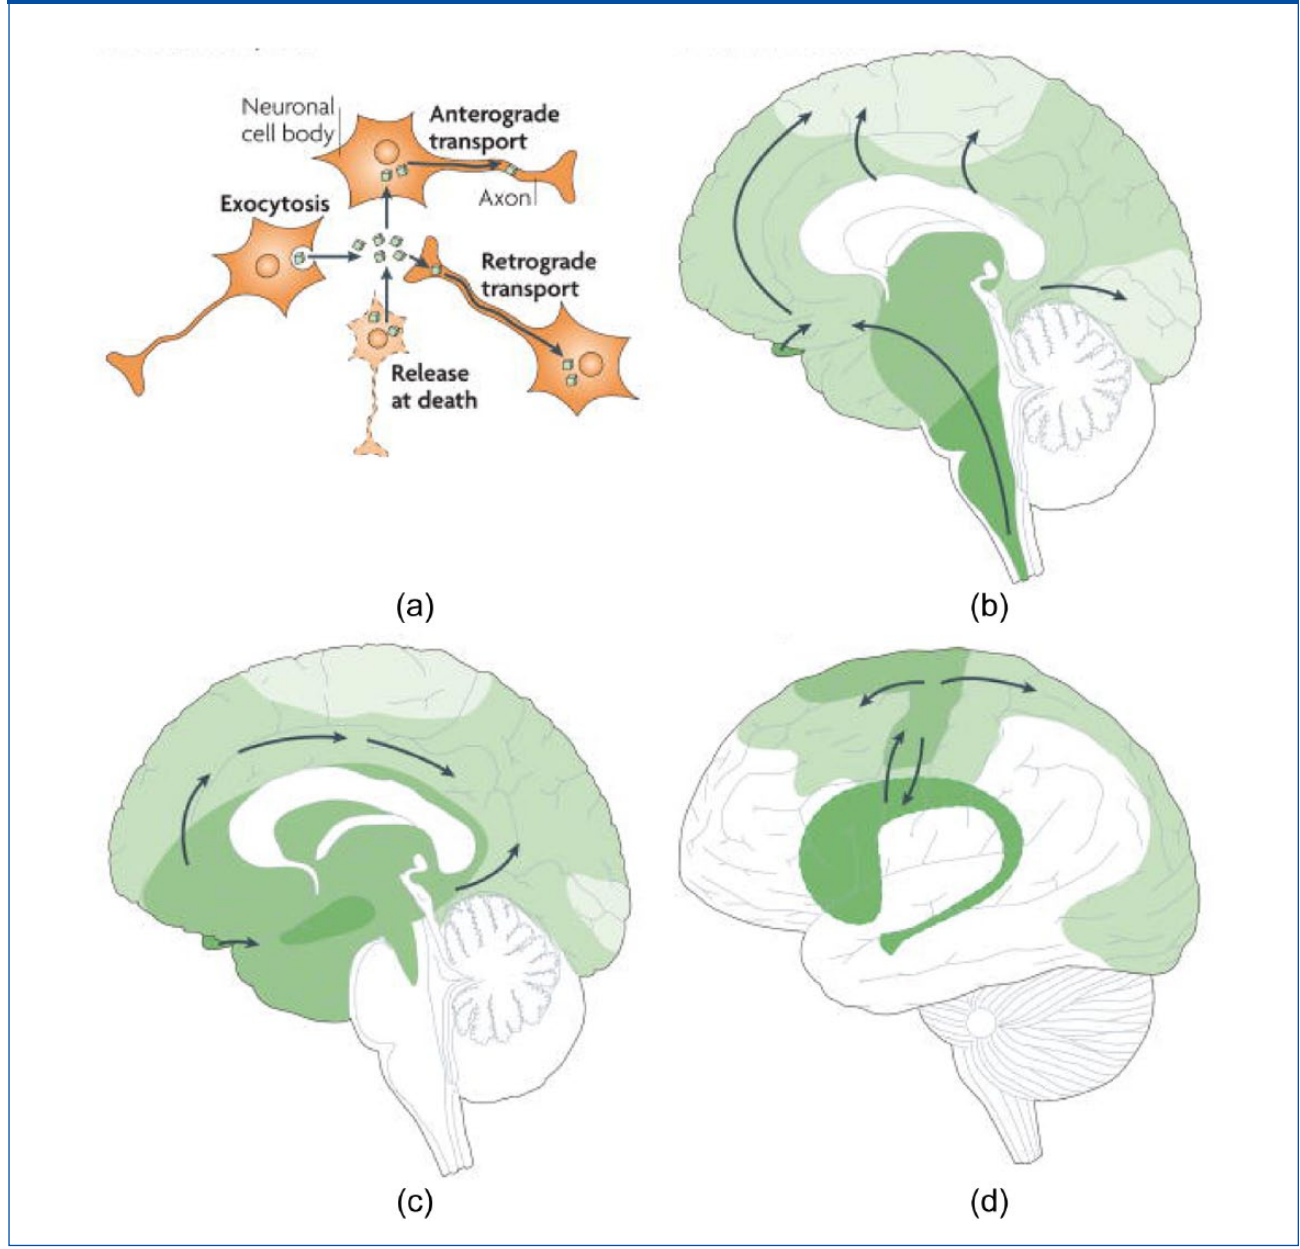 Neuronal
cell body
Anterograde
transport
Axon
Exocytosis
Retrograde
transport
Release
at death
(a)
(b)
(c)
(d)